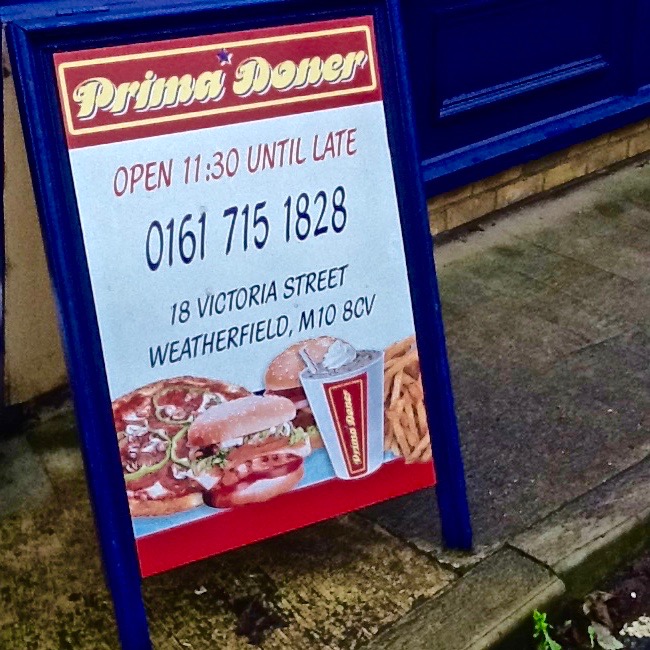 Prima Doner
OPEN 11:30 UNTIL LATE
0161 715 1828
18 VICTORIA STREET
WEATHERFIELD, M10 8CV
Prima Doner